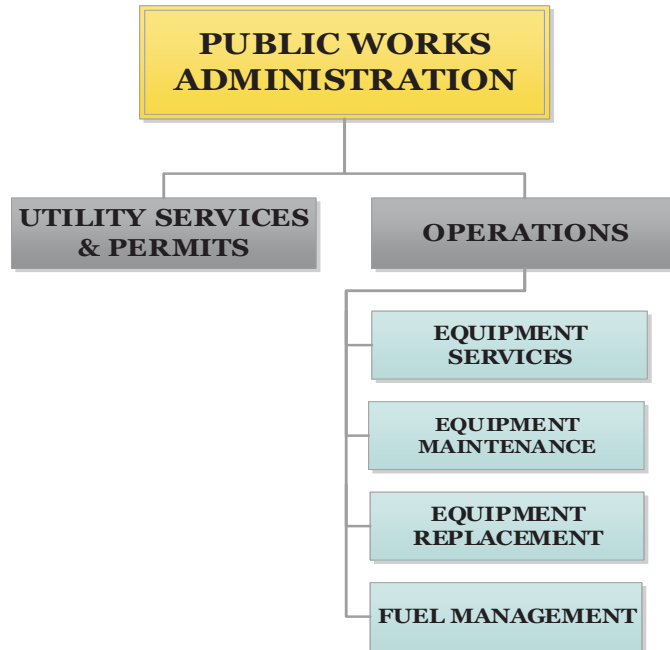 PUBLIC WORKS
ADMINISTRATION
UTILITY SERVICES
& PERMITS
OPERATIONS
EQUIPMENT
SERVICES
EQUIPMENT
MAINTENANCE
EQUIPMENT
REPLACEMENT
FUEL MANAGEMENT